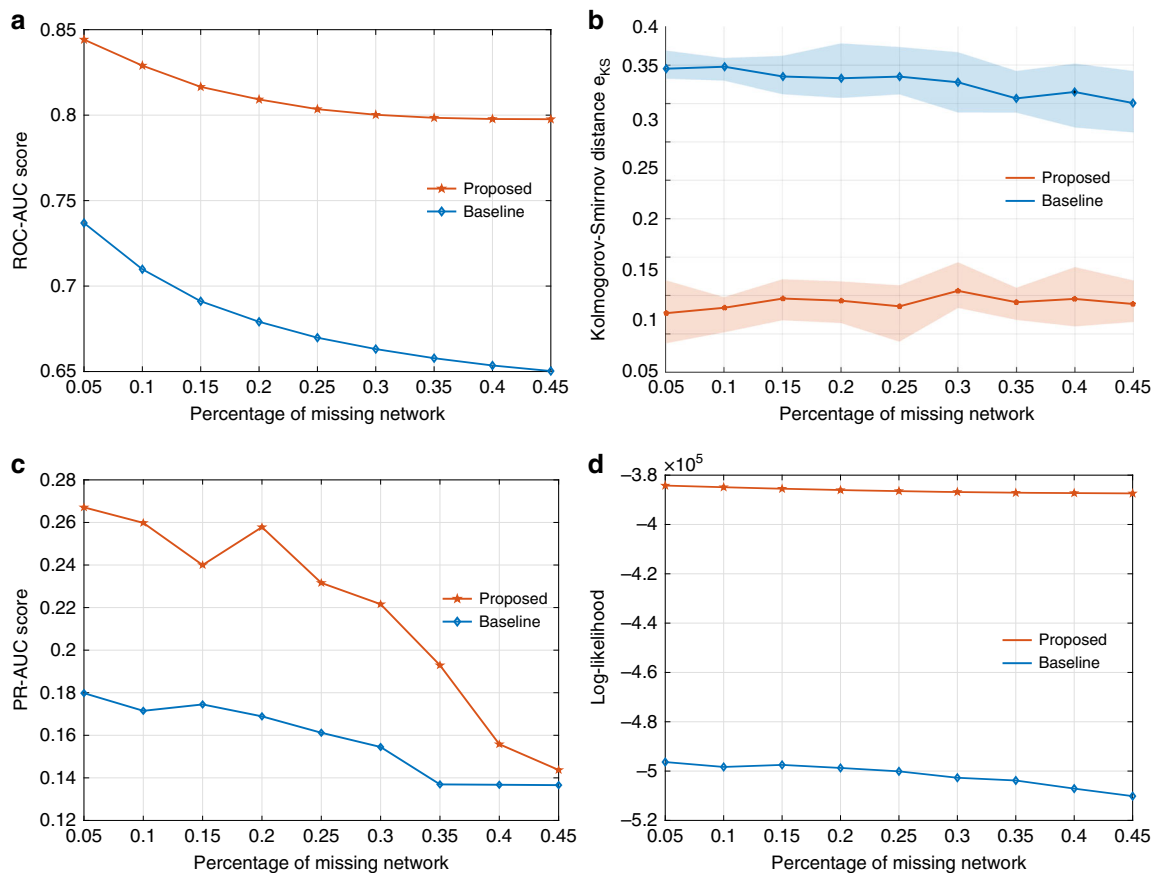 a
0.85
0.8
0.75
0.7
0.65
ROC-AUC score
Proposed
Baseline
0.05 0.1 0.15 0.2 0.25 0.3 0.35 0.4 0.45
Percentage of missing network
b
0.4
0.35
0.3
0.25
0.2
0.15
0.1
0.05
Kolmogorov-Smirnov distance eKS
Proposed
Baseline
0.05 0.1 0.15 0.2 0.25 0.3 0.35 0.4 0.45
Percentage of missing network
c
0.28
0.26
0.24
0.22
0.2
0.18
0.16
0.14
0.12
PR-AUC score
Proposed
Baseline
0.05 0.1 0.15 0.2 0.25 0.3 0.35 0.4 0.45
Percentage of missing network
d
×10⁵
−3.8
−4
−4.2
−4.4
−4.6
−4.8
−5
−5.2
Log-likelihood
Proposed
Baseline
0.05 0.1 0.15 0.2 0.25 0.3 0.35 0.4 0.45
Percentage of missing network